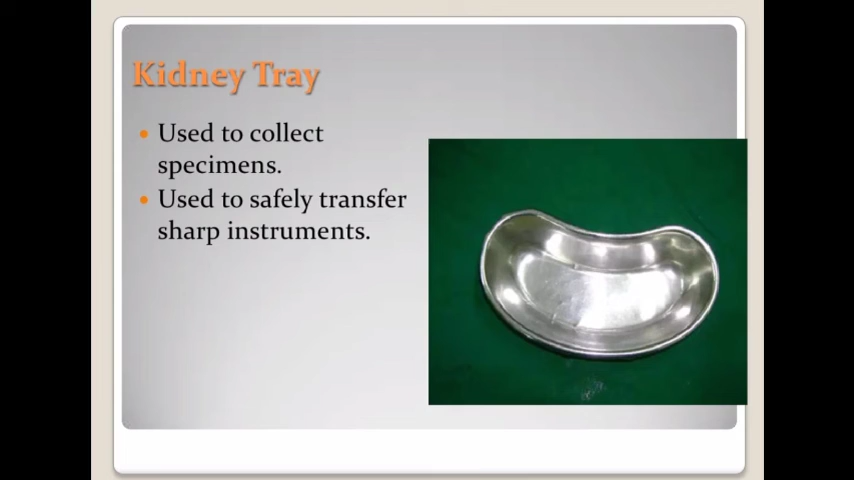 Kidney Tray
• Used to collect
specimens.
• Used to safely transfer
sharp instruments.